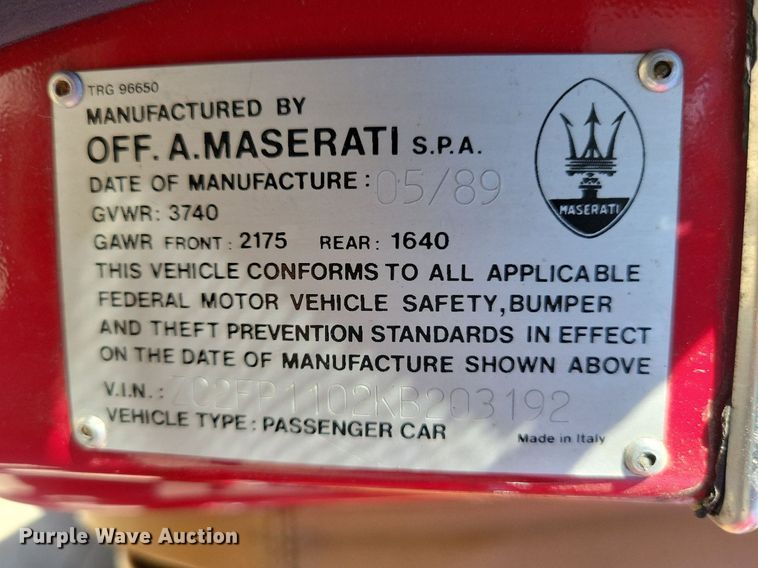 TRG 96650
MANUFACTURED BY
OFF. A.MASERATI S.P.A.
DATE OF MANUFACTURE: 05/89
GVWR: 3740
GAWR FRONT: 2175 REAR: 1640
THIS VEHICLE CONFORMS TO ALL APPLICABLE
FEDERAL MOTOR VEHICLE SAFETY, BUMPER
AND THEFT PREVENTION STANDARDS IN EFFECT
ON THE DATE OF MANUFACTURE SHOWN ABOVE
V.I.N.: ZC2FP1102KB203192
VEHICLE TYPE: PASSENGER CAR
Made in Italy
MASERATI
Purple Wave Auction